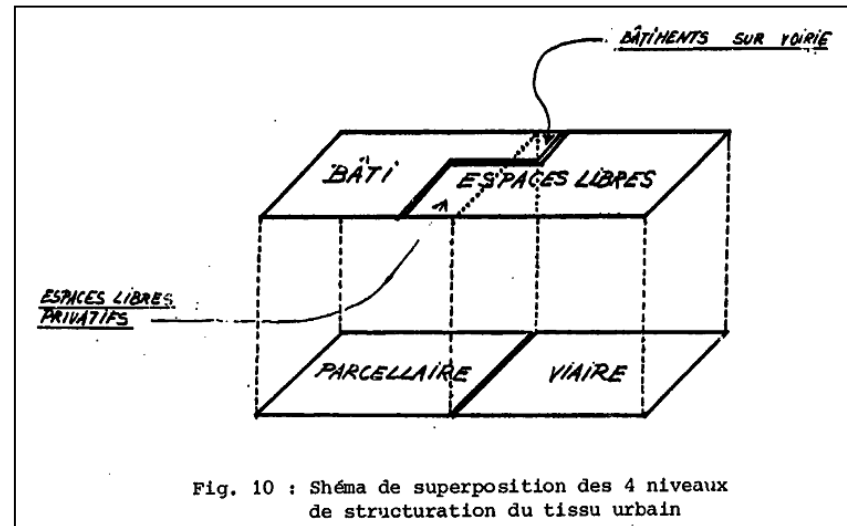 BÂTIMENTS SUR VOIRIE
BÂTI
ESPACES LIBRES
ESPACES LIBRES
PRIVATIFS
PARCELLAIRE
VIAIRE
Fig. 10 : Shéma de superposition des 4 niveaux
de structuration du tissu urbain